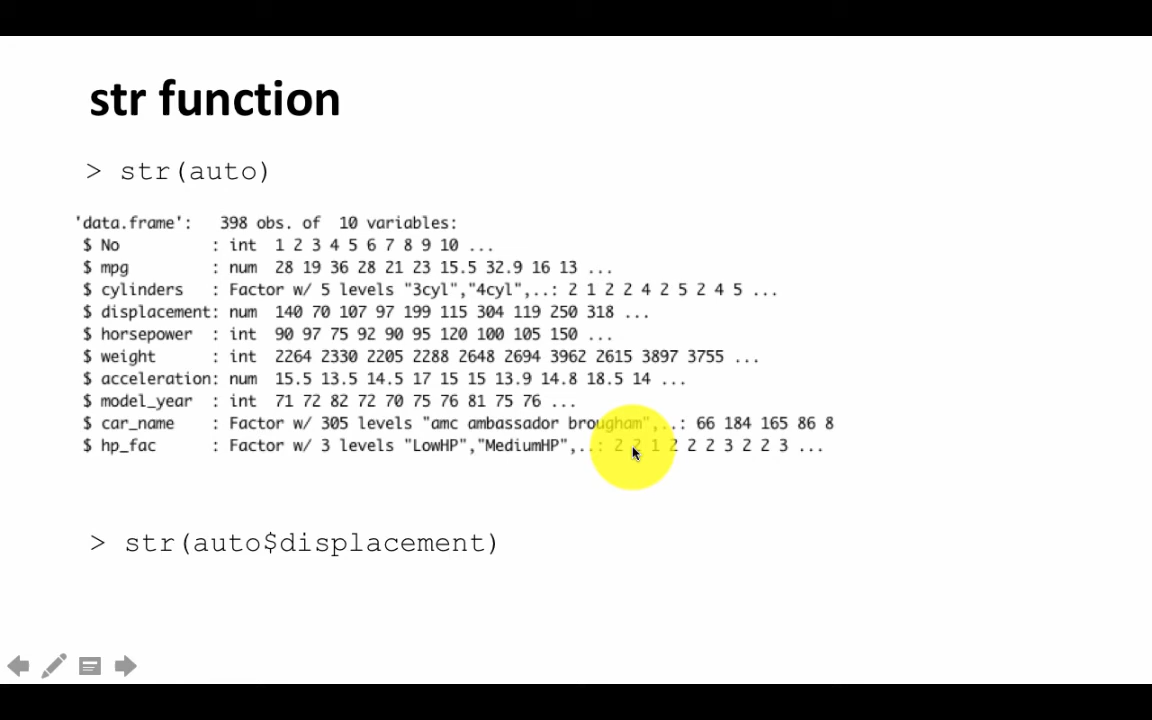 str function
> str(auto)
'data.frame':   398 obs. of  10 variables:
 $ No          : int  1 2 3 4 5 6 7 8 9 10 ...
 $ mpg         : num  28 19 36 28 21 23 15.5 32.9 16 13 ...
 $ cylinders   : Factor w/ 5 levels "3cyl","4cyl",..: 2 1 2 2 4 2 5 2 4 5 ...
 $ displacement: num  140 70 107 97 199 115 304 119 250 318 ...
 $ horsepower  : int  90 97 75 92 90 95 120 100 105 150 ...
 $ weight      : int  2264 2330 2205 2288 2648 2694 3962 2615 3897 3755 ...
 $ acceleration: num  15.5 13.5 14.5 17 15 15 13.9 14.8 18.5 14 ...
 $ model_year  : int  71 72 82 72 70 75 76 81 75 76 ...
 $ car_name    : Factor w/ 305 levels "amc ambassador brougham",..: 66 184 165 86 8
 $ hp_fac      : Factor w/ 3 levels "LowHP","MediumHP",..: 2 2 1 2 2 2 3 2 2 3 ...
> str(auto$displacement)